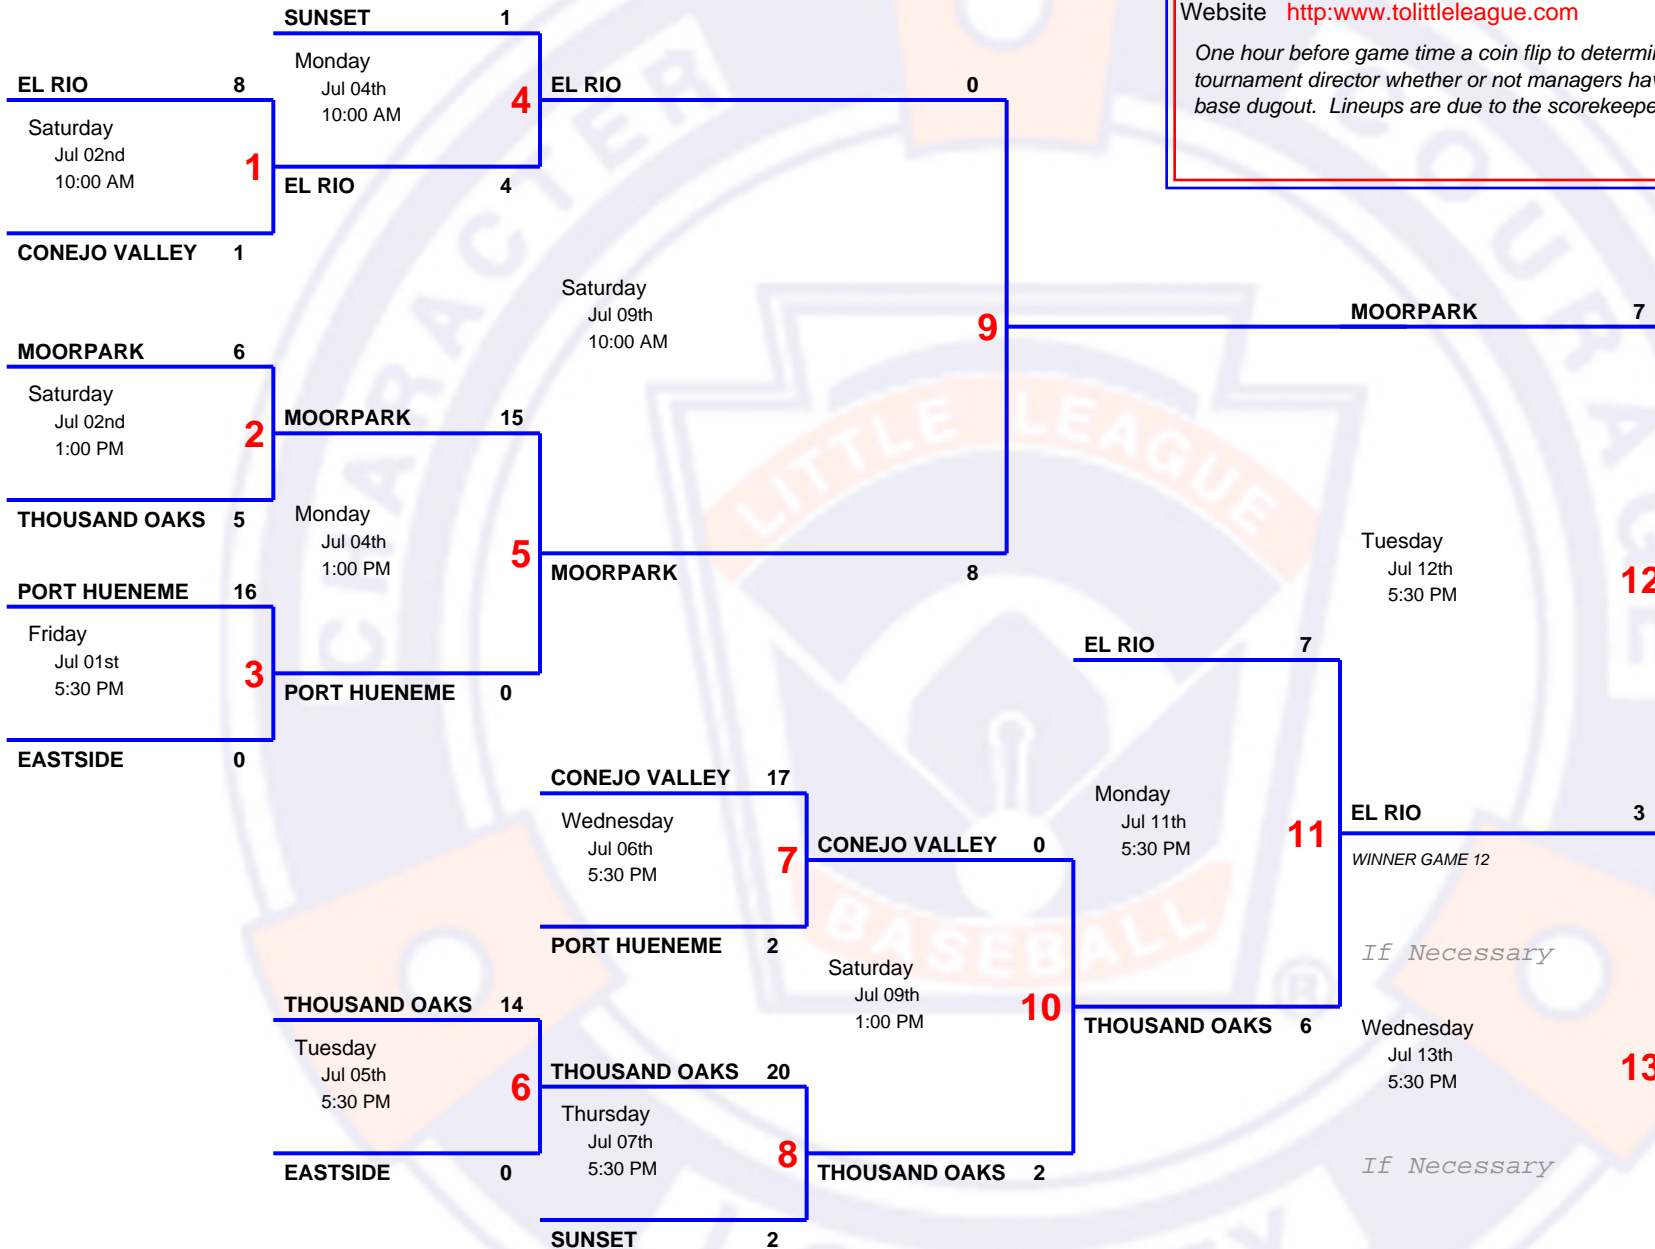 Website http:www.tolittleleague.com
One hour before game time a coin flip to determi
tournament director whether or not managers hav
base dugout. Lineups are due to the scorekeepe
SUNSET 1
Monday
Jul 04th
10:00 AM
4
EL RIO 4
EL RIO 8
Saturday
Jul 02nd
10:00 AM
1
CONEJO VALLEY 1
EL RIO 0
Saturday
Jul 09th
10:00 AM
9
MOORPARK 8
MOORPARK 6
Saturday
Jul 02nd
1:00 PM
2
THOUSAND OAKS 5
MOORPARK 15
Monday
Jul 04th
1:00 PM
5
PORT HUENEME 0
PORT HUENEME 16
Friday
Jul 01st
5:30 PM
3
EASTSIDE 0
MOORPARK 7
Tuesday
Jul 12th
5:30 PM
12
EL RIO 3
WINNER GAME 12
If Necessary
Wednesday
Jul 13th
5:30 PM
13
If Necessary
EL RIO 7
Monday
Jul 11th
5:30 PM
11
THOUSAND OAKS 6
CONEJO VALLEY 17
Wednesday
Jul 06th
5:30 PM
7
PORT HUENEME 2
CONEJO VALLEY 0
Saturday
Jul 09th
1:00 PM
10
THOUSAND OAKS 2
THOUSAND OAKS 14
Tuesday
Jul 05th
5:30 PM
6
EASTSIDE 0
THOUSAND OAKS 20
Thursday
Jul 07th
5:30 PM
8
SUNSET 2
CHARACTER
COURAGE
LITTLE LEAGUE
BASEBALL
®